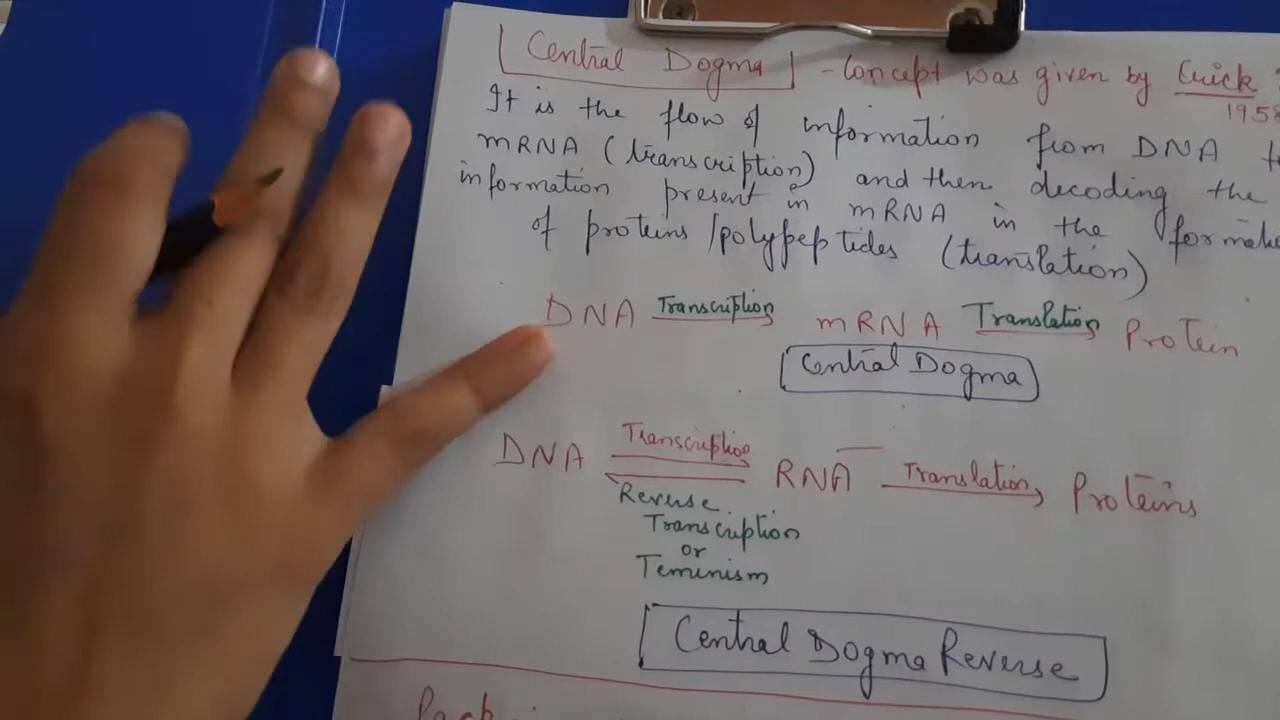 Central Dogma - Concept was given by Crick
1958
It is the flow of information from DNA to
mRNA (transcription) and then decoding the
information present in mRNA in the formation
of proteins/polypeptides (translation)
DNA Transcription mRNA Translation Protein
Central Dogma
DNA Transcription RNA Translation Proteins
Reverse
Transcription
or
Teminism
Central Dogma Reverse